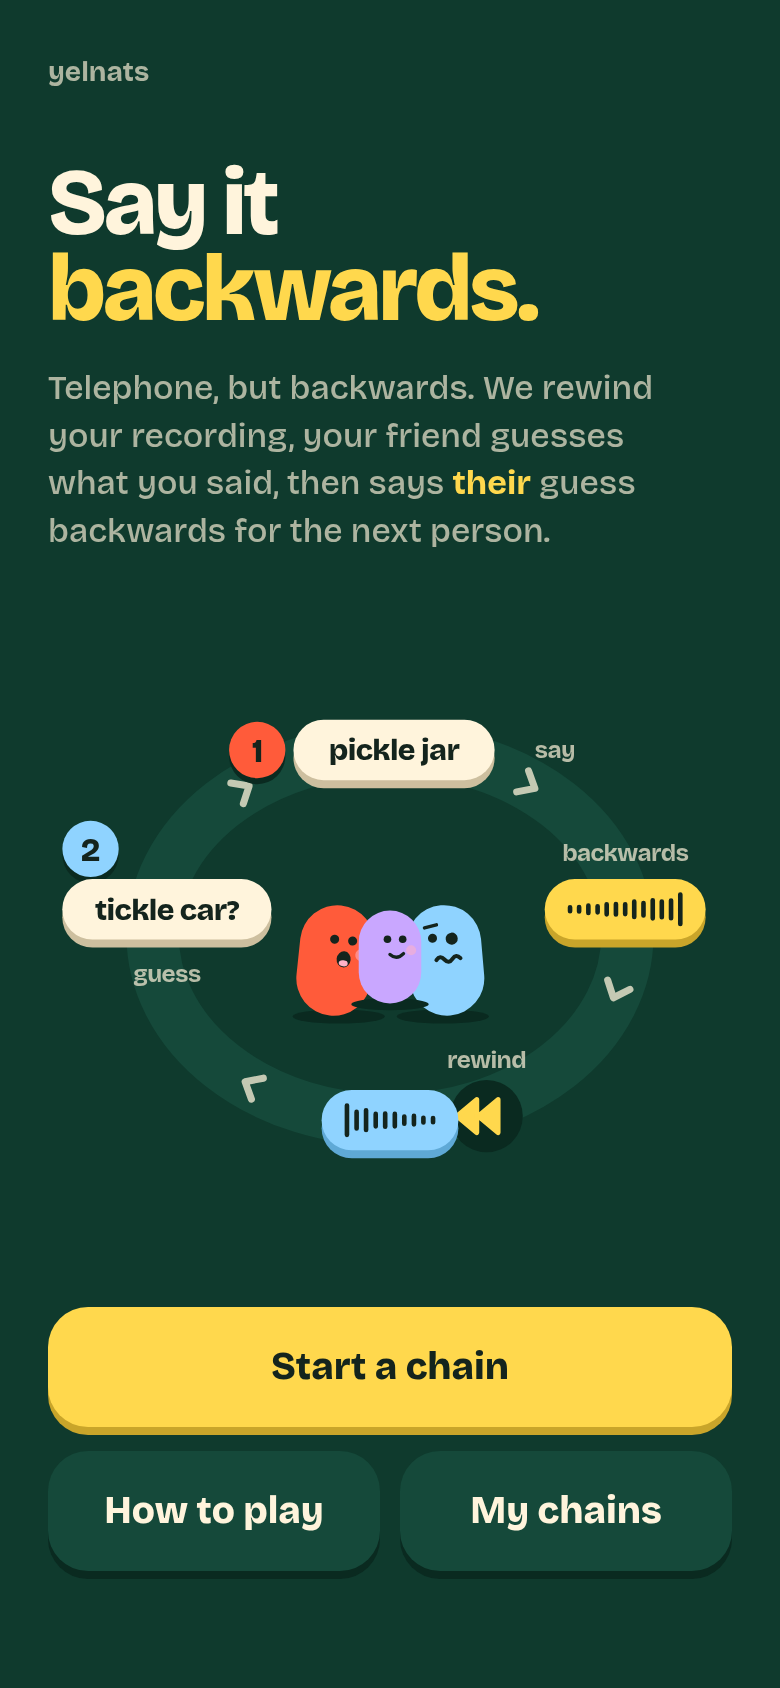 yelnats
Say it
backwards.
Telephone, but backwards. We rewind
your recording, your friend guesses
what you said, then says their guess
backwards for the next person.
1
pickle jar
say
2
backwards
tickle car?
guess
rewind
Start a chain
How to play
My chains